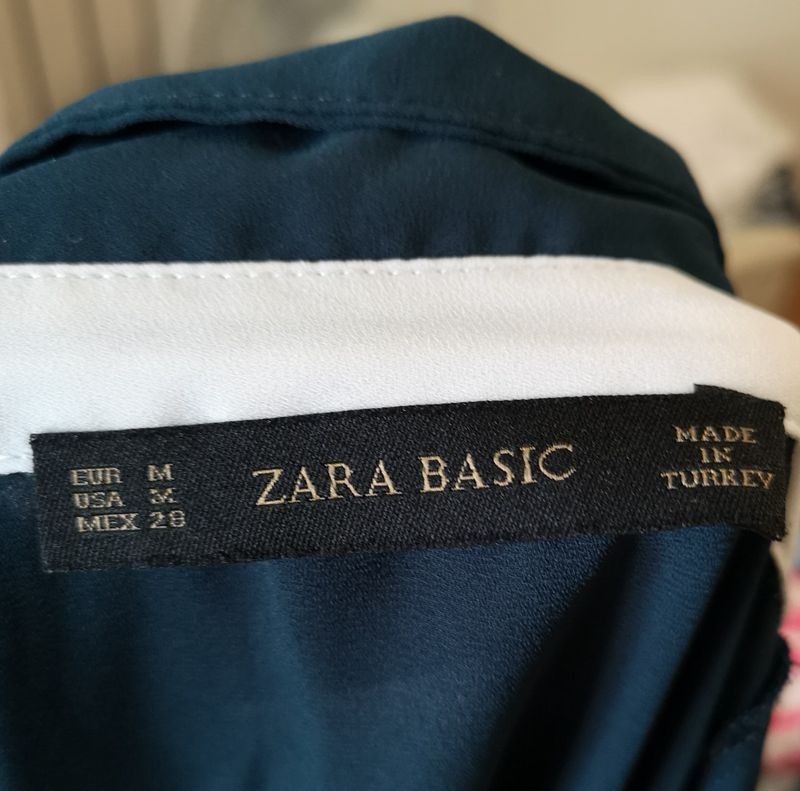 EUR M
USA M
MEX 28
ZARA BASIC
MADE
IN
TURKEY